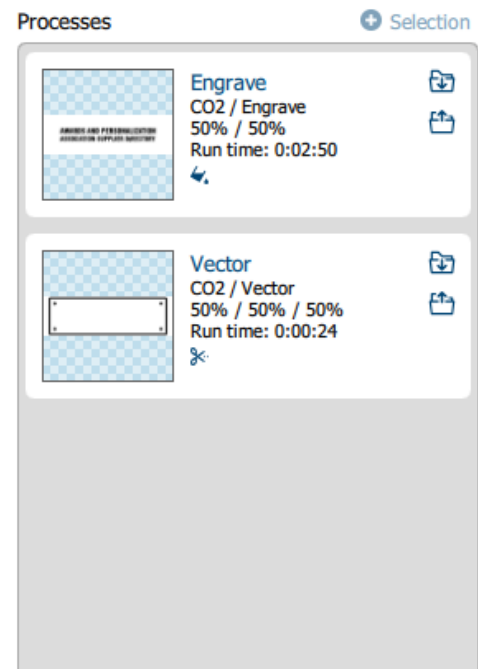 Processes
Selection
Engrave
CO2 / Engrave
50% / 50%
Run time: 0:02:50
AWARDS AND PERSONALIZATION
ASSOCIATION SUPPLIER DIRECTORY
Vector
CO2 / Vector
50% / 50% / 50%
Run time: 0:00:24